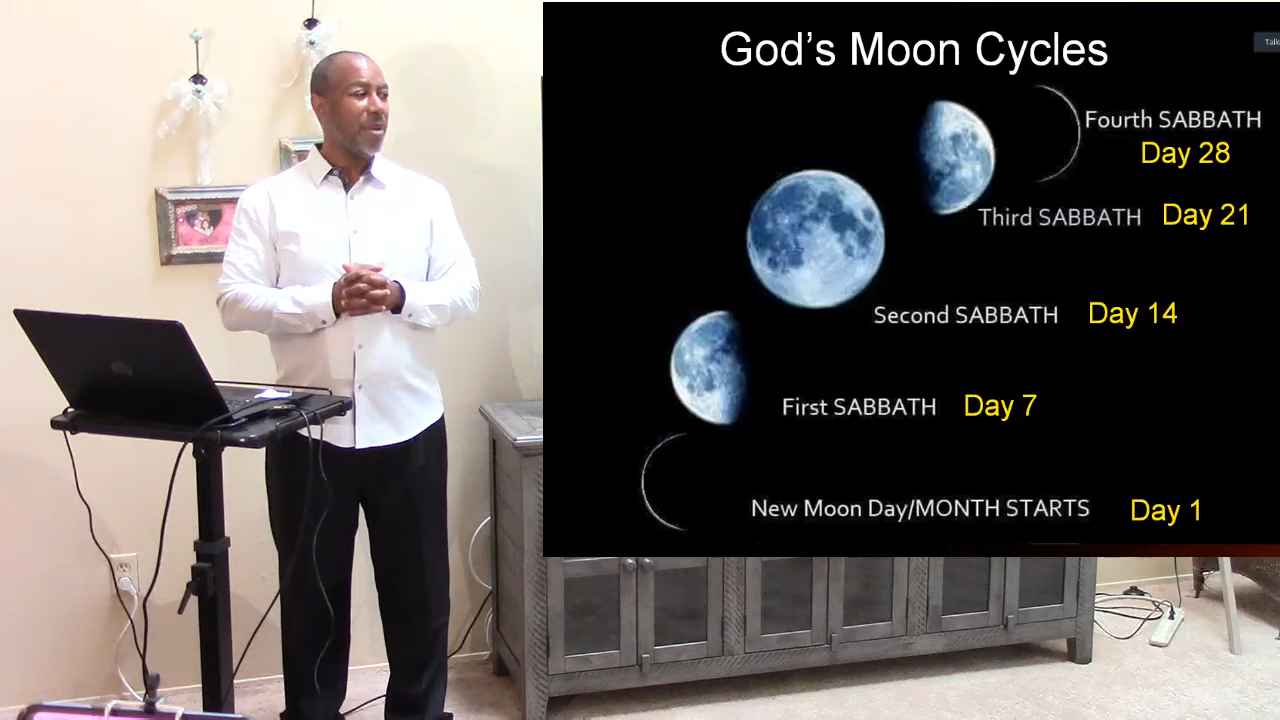 God's Moon Cycles
Talk
Fourth SABBATH
Day 28
Third SABBATH Day 21
Second SABBATH Day 14
First SABBATH Day 7
New Moon Day/MONTH STARTS Day 1